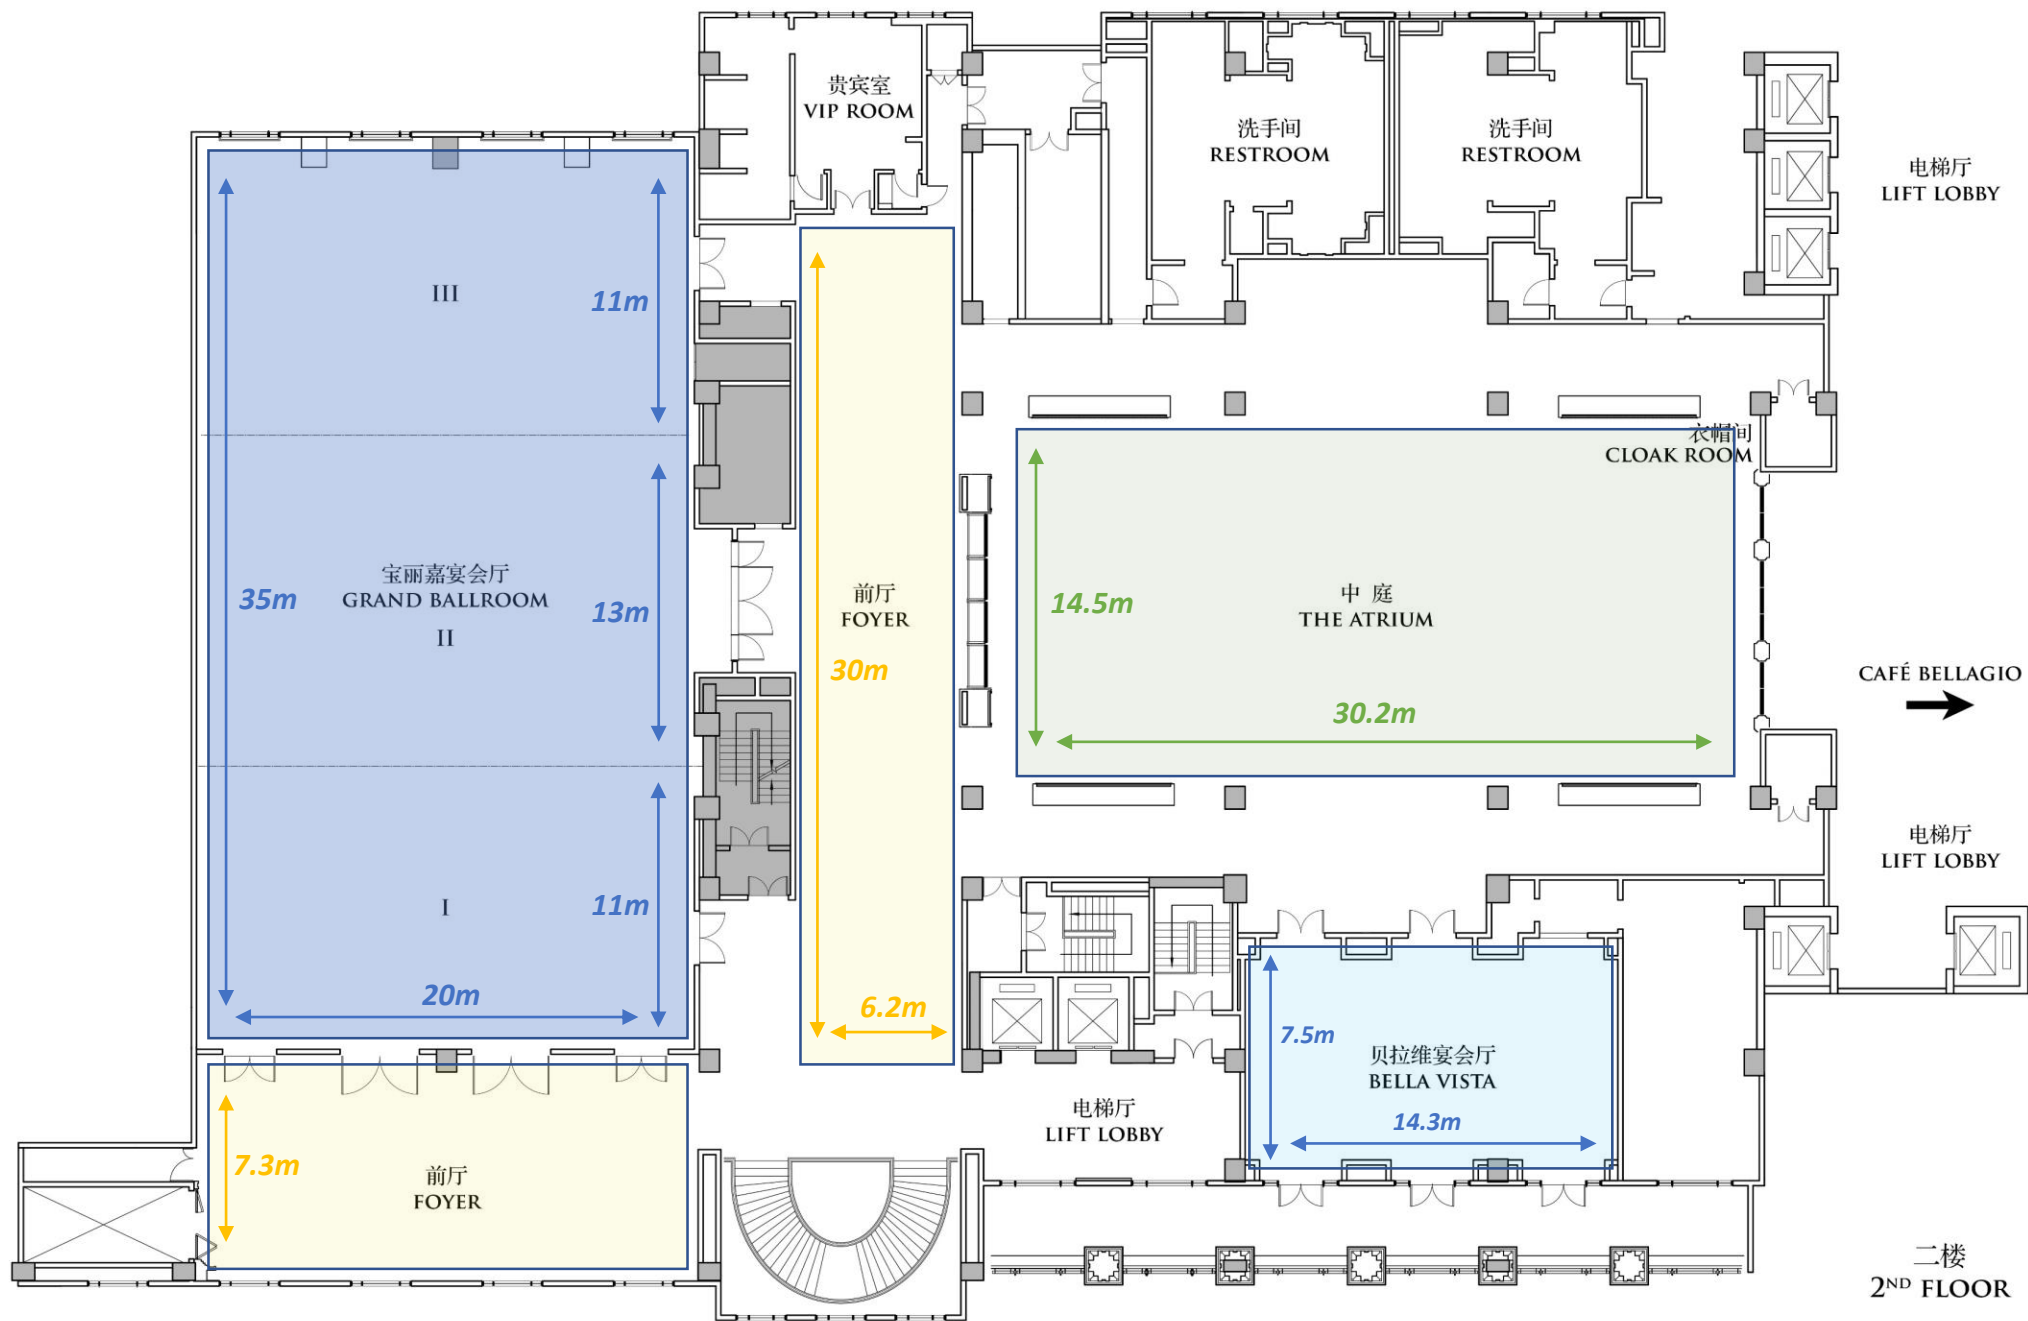 贵宾室
VIP ROOM
洗手间
RESTROOM
洗手间
RESTROOM
电梯厅
LIFT LOBBY
III
11m
衣帽间
CLOAK ROOM
宝丽嘉宴会厅
GRAND BALLROOM
II
35m
13m
前厅
FOYER
30m
14.5m
中 庭
THE ATRIUM
30.2m
CAFÉ BELLAGIO
电梯厅
LIFT LOBBY
I
11m
20m
6.2m
7.5m
贝拉维宴会厅
BELLA VISTA
14.3m
电梯厅
LIFT LOBBY
7.3m
前厅
FOYER
二楼
2ND FLOOR